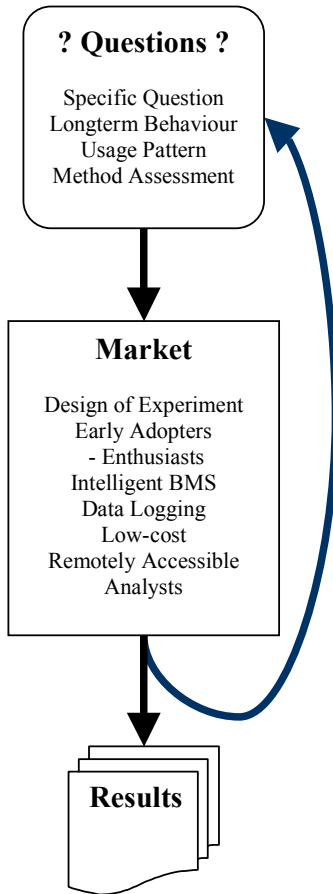 ? Questions ?
Specific Question
Longterm Behaviour
Usage Pattern
Method Assessment
Market
Design of Experiment
Early Adopters
- Enthusiasts
Intelligent BMS
Data Logging
Low-cost
Remotely Accessible
Analysts
Results